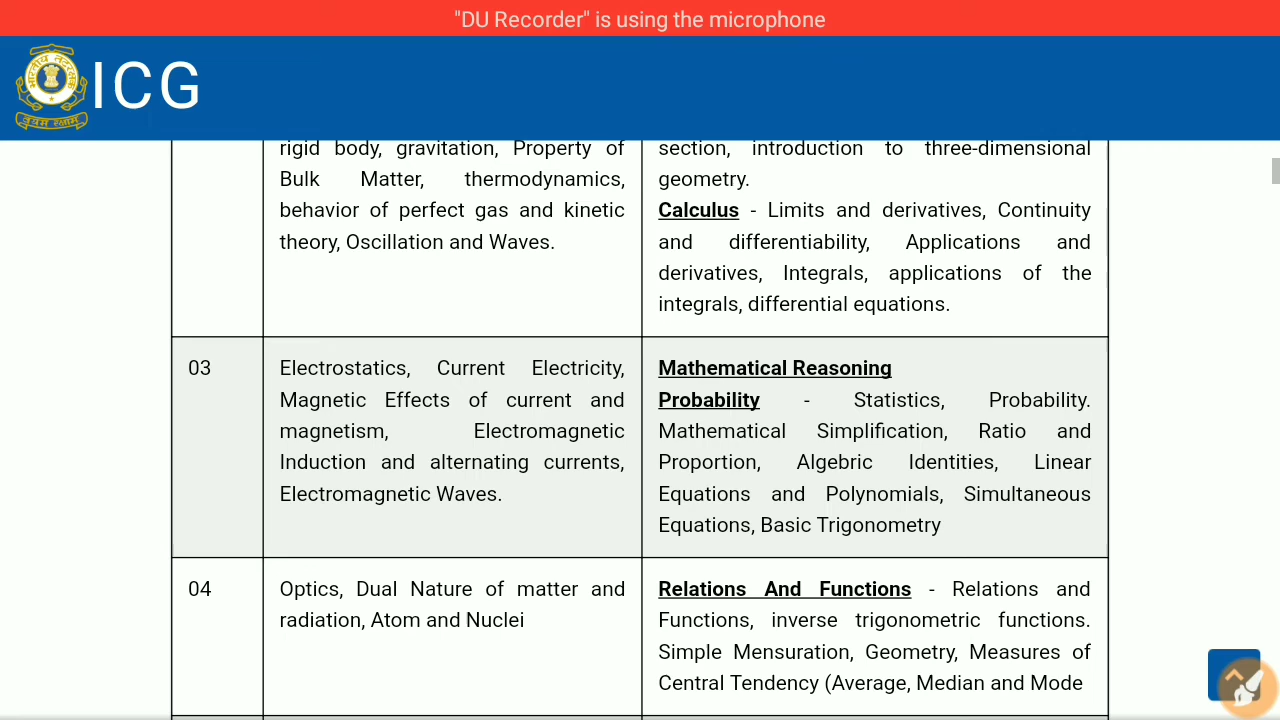 "DU Recorder" is using the microphone
ICG
rigid body, gravitation, Property of
Bulk Matter, thermodynamics,
behavior of perfect gas and kinetic
theory, Oscillation and Waves.
section, introduction to three-dimensional
geometry.
Calculus - Limits and derivatives, Continuity
and differentiability, Applications and
derivatives, Integrals, applications of the
integrals, differential equations.
03
Electrostatics, Current Electricity,
Magnetic Effects of current and
magnetism, Electromagnetic
Induction and alternating currents,
Electromagnetic Waves.
Mathematical Reasoning
Probability - Statistics, Probability.
Mathematical Simplification, Ratio and
Proportion, Algebric Identities, Linear
Equations and Polynomials, Simultaneous
Equations, Basic Trigonometry
04
Optics, Dual Nature of matter and
radiation, Atom and Nuclei
Relations And Functions - Relations and
Functions, inverse trigonometric functions.
Simple Mensuration, Geometry, Measures of
Central Tendency (Average, Median and Mode